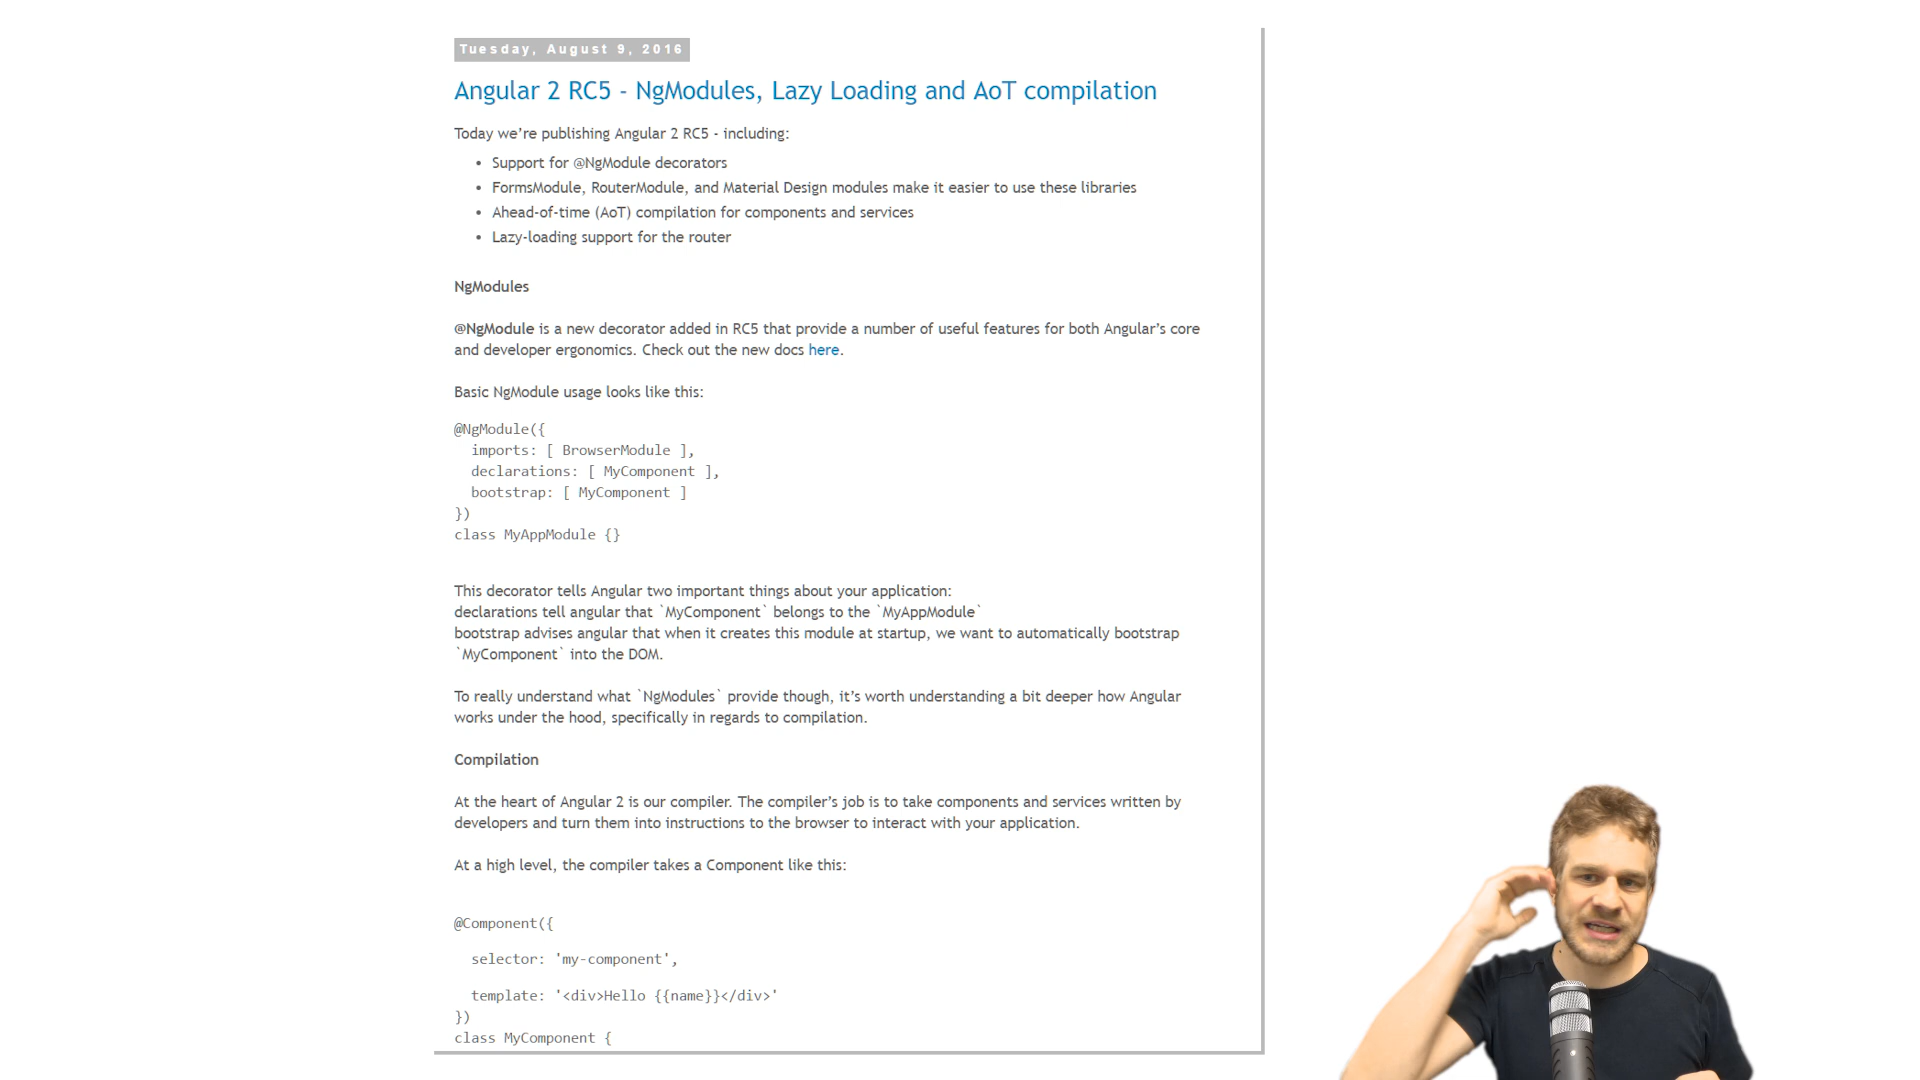 Tuesday, August 9, 2016
Angular 2 RC5 - NgModules, Lazy Loading and AoT compilation
Today we’re publishing Angular 2 RC5 - including:
• Support for @NgModule decorators
• FormsModule, RouterModule, and Material Design modules make it easier to use these libraries
• Ahead-of-time (AoT) compilation for components and services
• Lazy-loading support for the router
NgModules
@NgModule is a new decorator added in RC5 that provide a number of useful features for both Angular’s core
and developer ergonomics. Check out the new docs here.
Basic NgModule usage looks like this:
@NgModule({
  imports: [ BrowserModule ],
  declarations: [ MyComponent ],
  bootstrap: [ MyComponent ]
})
class MyAppModule {}
This decorator tells Angular two important things about your application:
declarations tell angular that `MyComponent` belongs to the `MyAppModule`
bootstrap advises angular that when it creates this module at startup, we want to automatically bootstrap
`MyComponent` into the DOM.
To really understand what `NgModules` provide though, it’s worth understanding a bit deeper how Angular
works under the hood, specifically in regards to compilation.
Compilation
At the heart of Angular 2 is our compiler. The compiler’s job is to take components and services written by
developers and turn them into instructions to the browser to interact with your application.
At a high level, the compiler takes a Component like this:
@Component({
  selector: 'my-component',
  template: '<div>Hello {{name}}</div>'
})
class MyComponent {